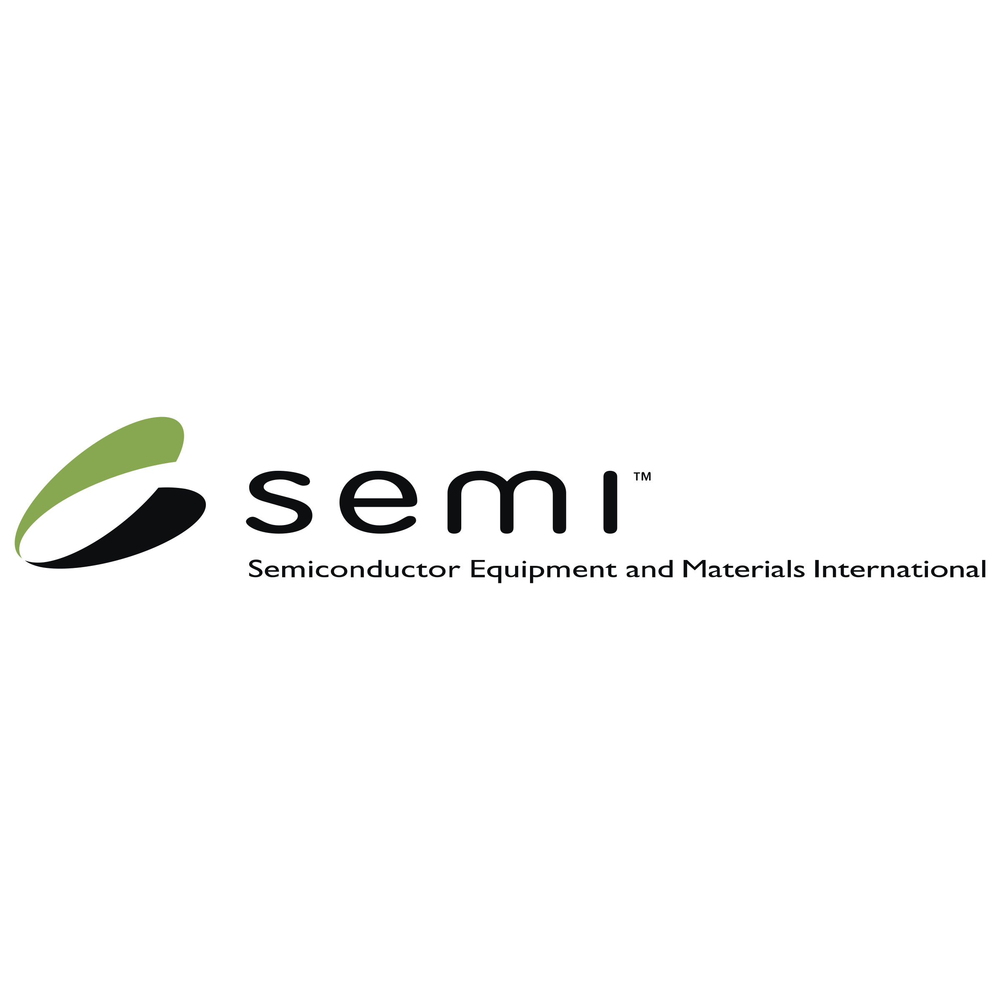 semi™
Semiconductor Equipment and Materials International